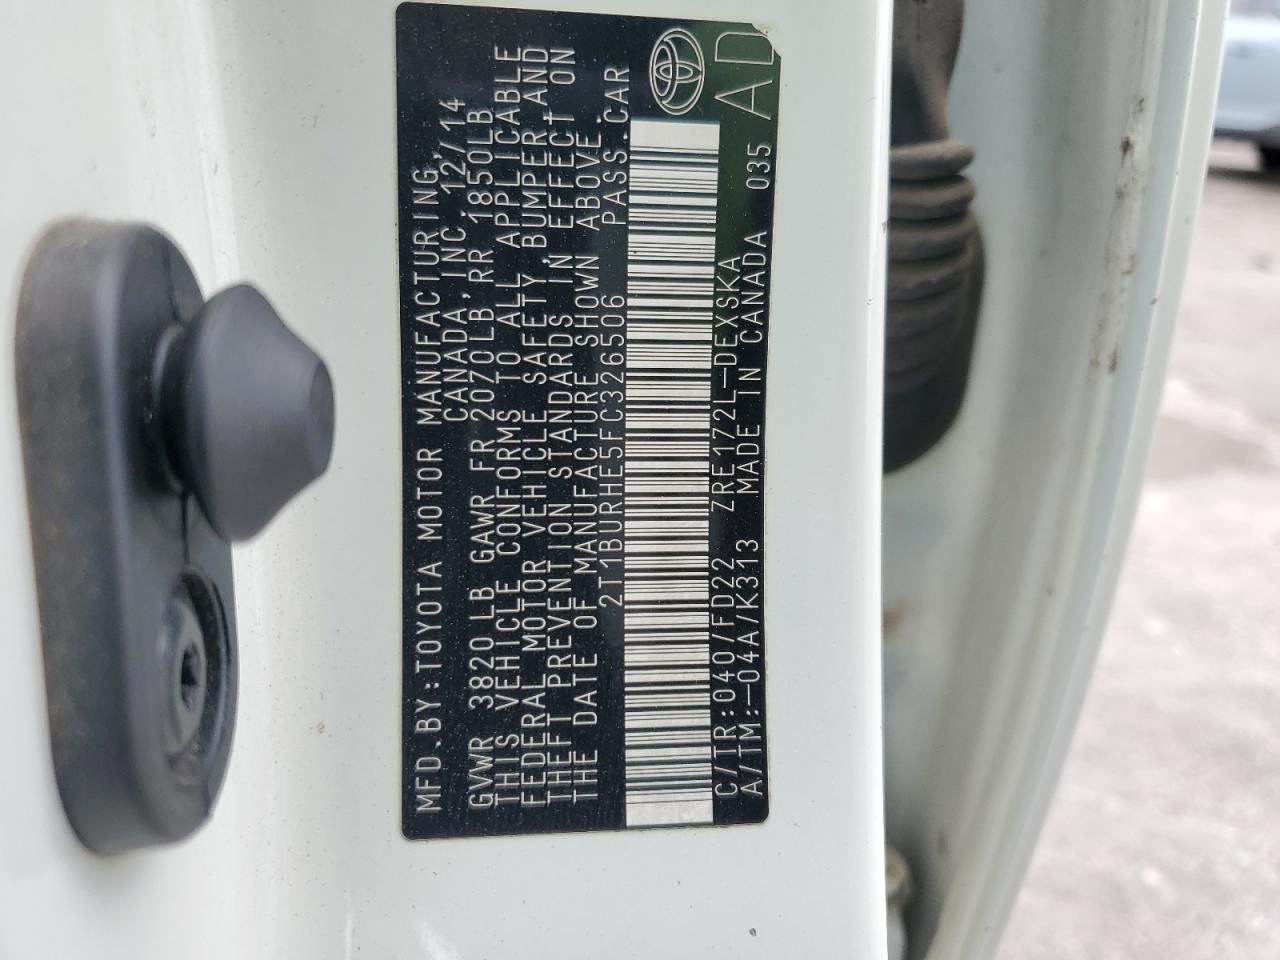 MFD.BY:TOYOTA MOTOR MANUFACTURING
CANADA, INC. 12/14
GVWR 3820 LB GAWR FR 2070LB, RR 1850LB
THIS VEHICLE CONFORMS TO ALL APPLICABLE
FEDERAL MOTOR VEHICLE SAFETY, BUMPER, AND
THEFT PREVENTION STANDARDS IN EFFECT ON
THE DATE OF MANUFACTURE SHOWN ABOVE.
2T1BURHE5FC326506 PASS.CAR
C/TR:040/FD22 ZRE172L-DEXSKA
A/TM:-04A/K313 MADE IN CANADA 035
AD